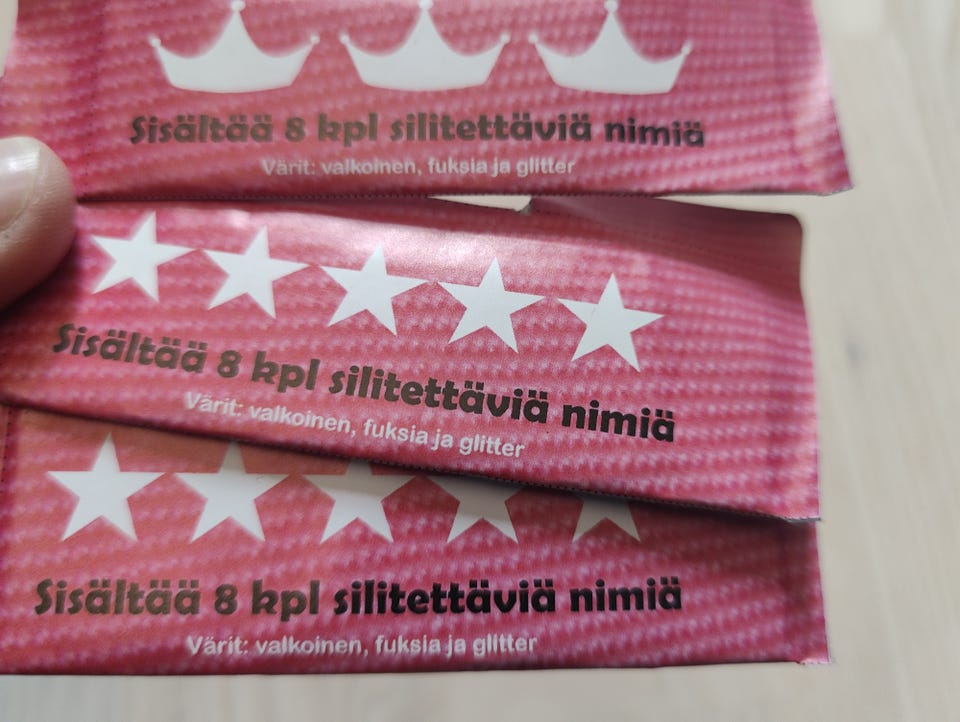 Sisältää 8 kpl silitettäviä nimiä
Värit: valkoinen, fuksia ja glitter
Sisältää 8 kpl silitettäviä nimiä
Värit: valkoinen, fuksia ja glitter
Sisältää 8 kpl silitettäviä nimiä
Värit: valkoinen, fuksia ja glitter